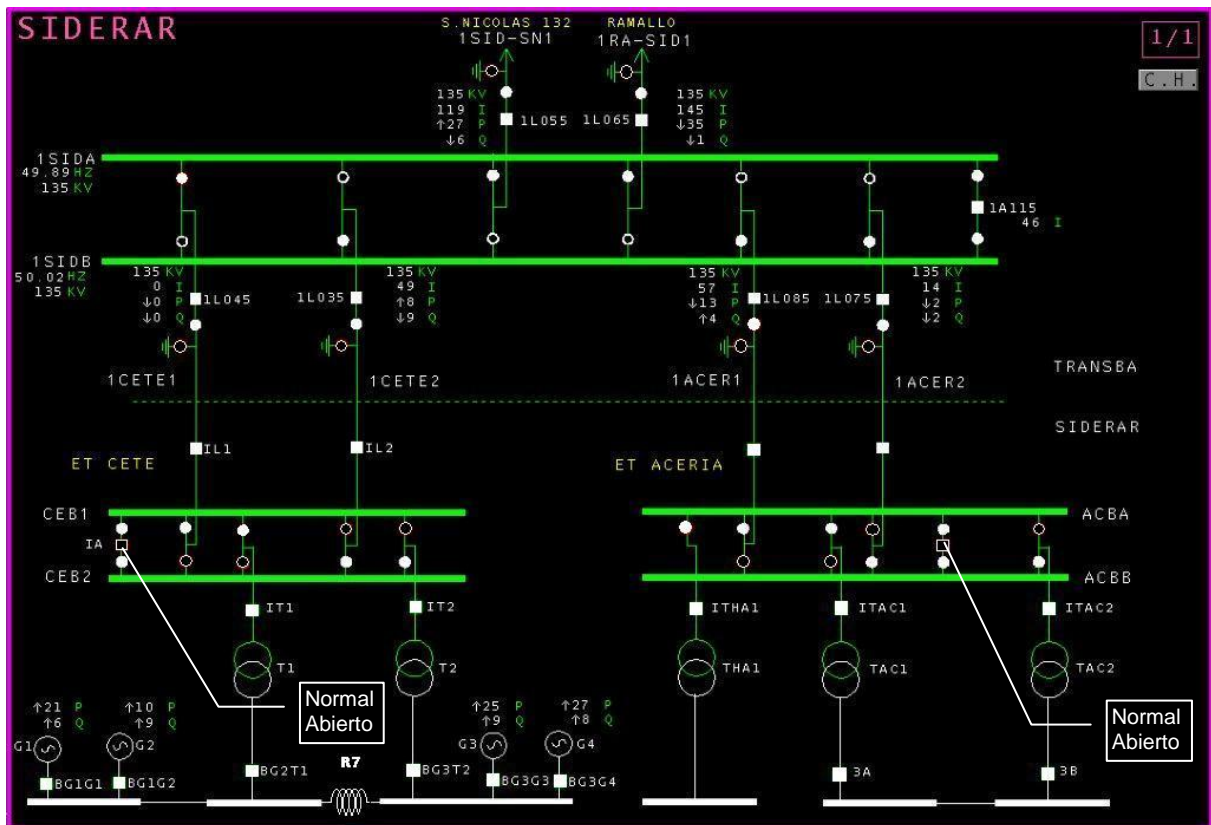 SIDERAR
S.NICOLAS 132
1SID-SN1
RAMALLO
1RA-SID1
1/1
C.H.
135 KV
119 I
↑27 P
↓6 Q
1L055
1L065
135 KV
145 I
↓35 P
↓1 Q
1SIDA
49.89 HZ
135 KV
1A115
46 I
1SIDB
50.02 HZ
135 KV
135 KV
0 I
↓0 P
↓0 Q
1L045
1L035
135 KV
49 I
↑8 P
↓9 Q
135 KV
57 I
↓13 P
↑4 Q
1L085
1L075
135 KV
14 I
↓2 P
↓2 Q
1CETE1
1CETE2
1ACER1
1ACER2
TRANSBA
SIDERAR
IL1
IL2
ET CETE
ET ACERIA
CEB1
IA
CEB2
ACBA
ACBB
IT1
IT2
ITHA1
ITAC1
ITAC2
T1
T2
THA1
TAC1
TAC2
Normal
Abierto
Normal
Abierto
↑21 P
↑6 Q
G1
↑10 P
↑9 Q
G2
↑25 P
↑9 Q
G3
↑27 P
↑8 Q
G4
BG1G1
BG1G2
BG2T1
R7
BG3T2
BG3G3
BG3G4
3A
3B